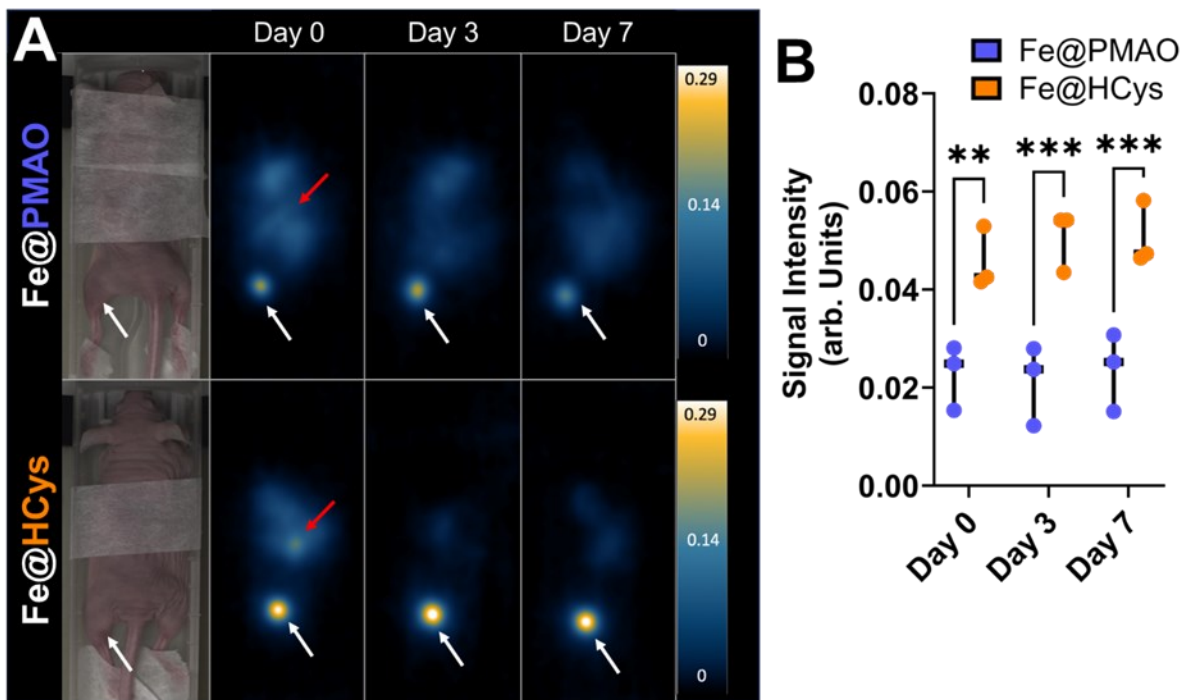 A
Day 0
Day 3
Day 7
Fe@PMAO
0.29
0.14
0
Fe@HCys
0.29
0.14
0
B
Fe@PMAO
Fe@HCys
Signal Intensity
(arb. Units)
0.08
0.06
0.04
0.02
0.00
**
***
***
Day 0
Day 3
Day 7